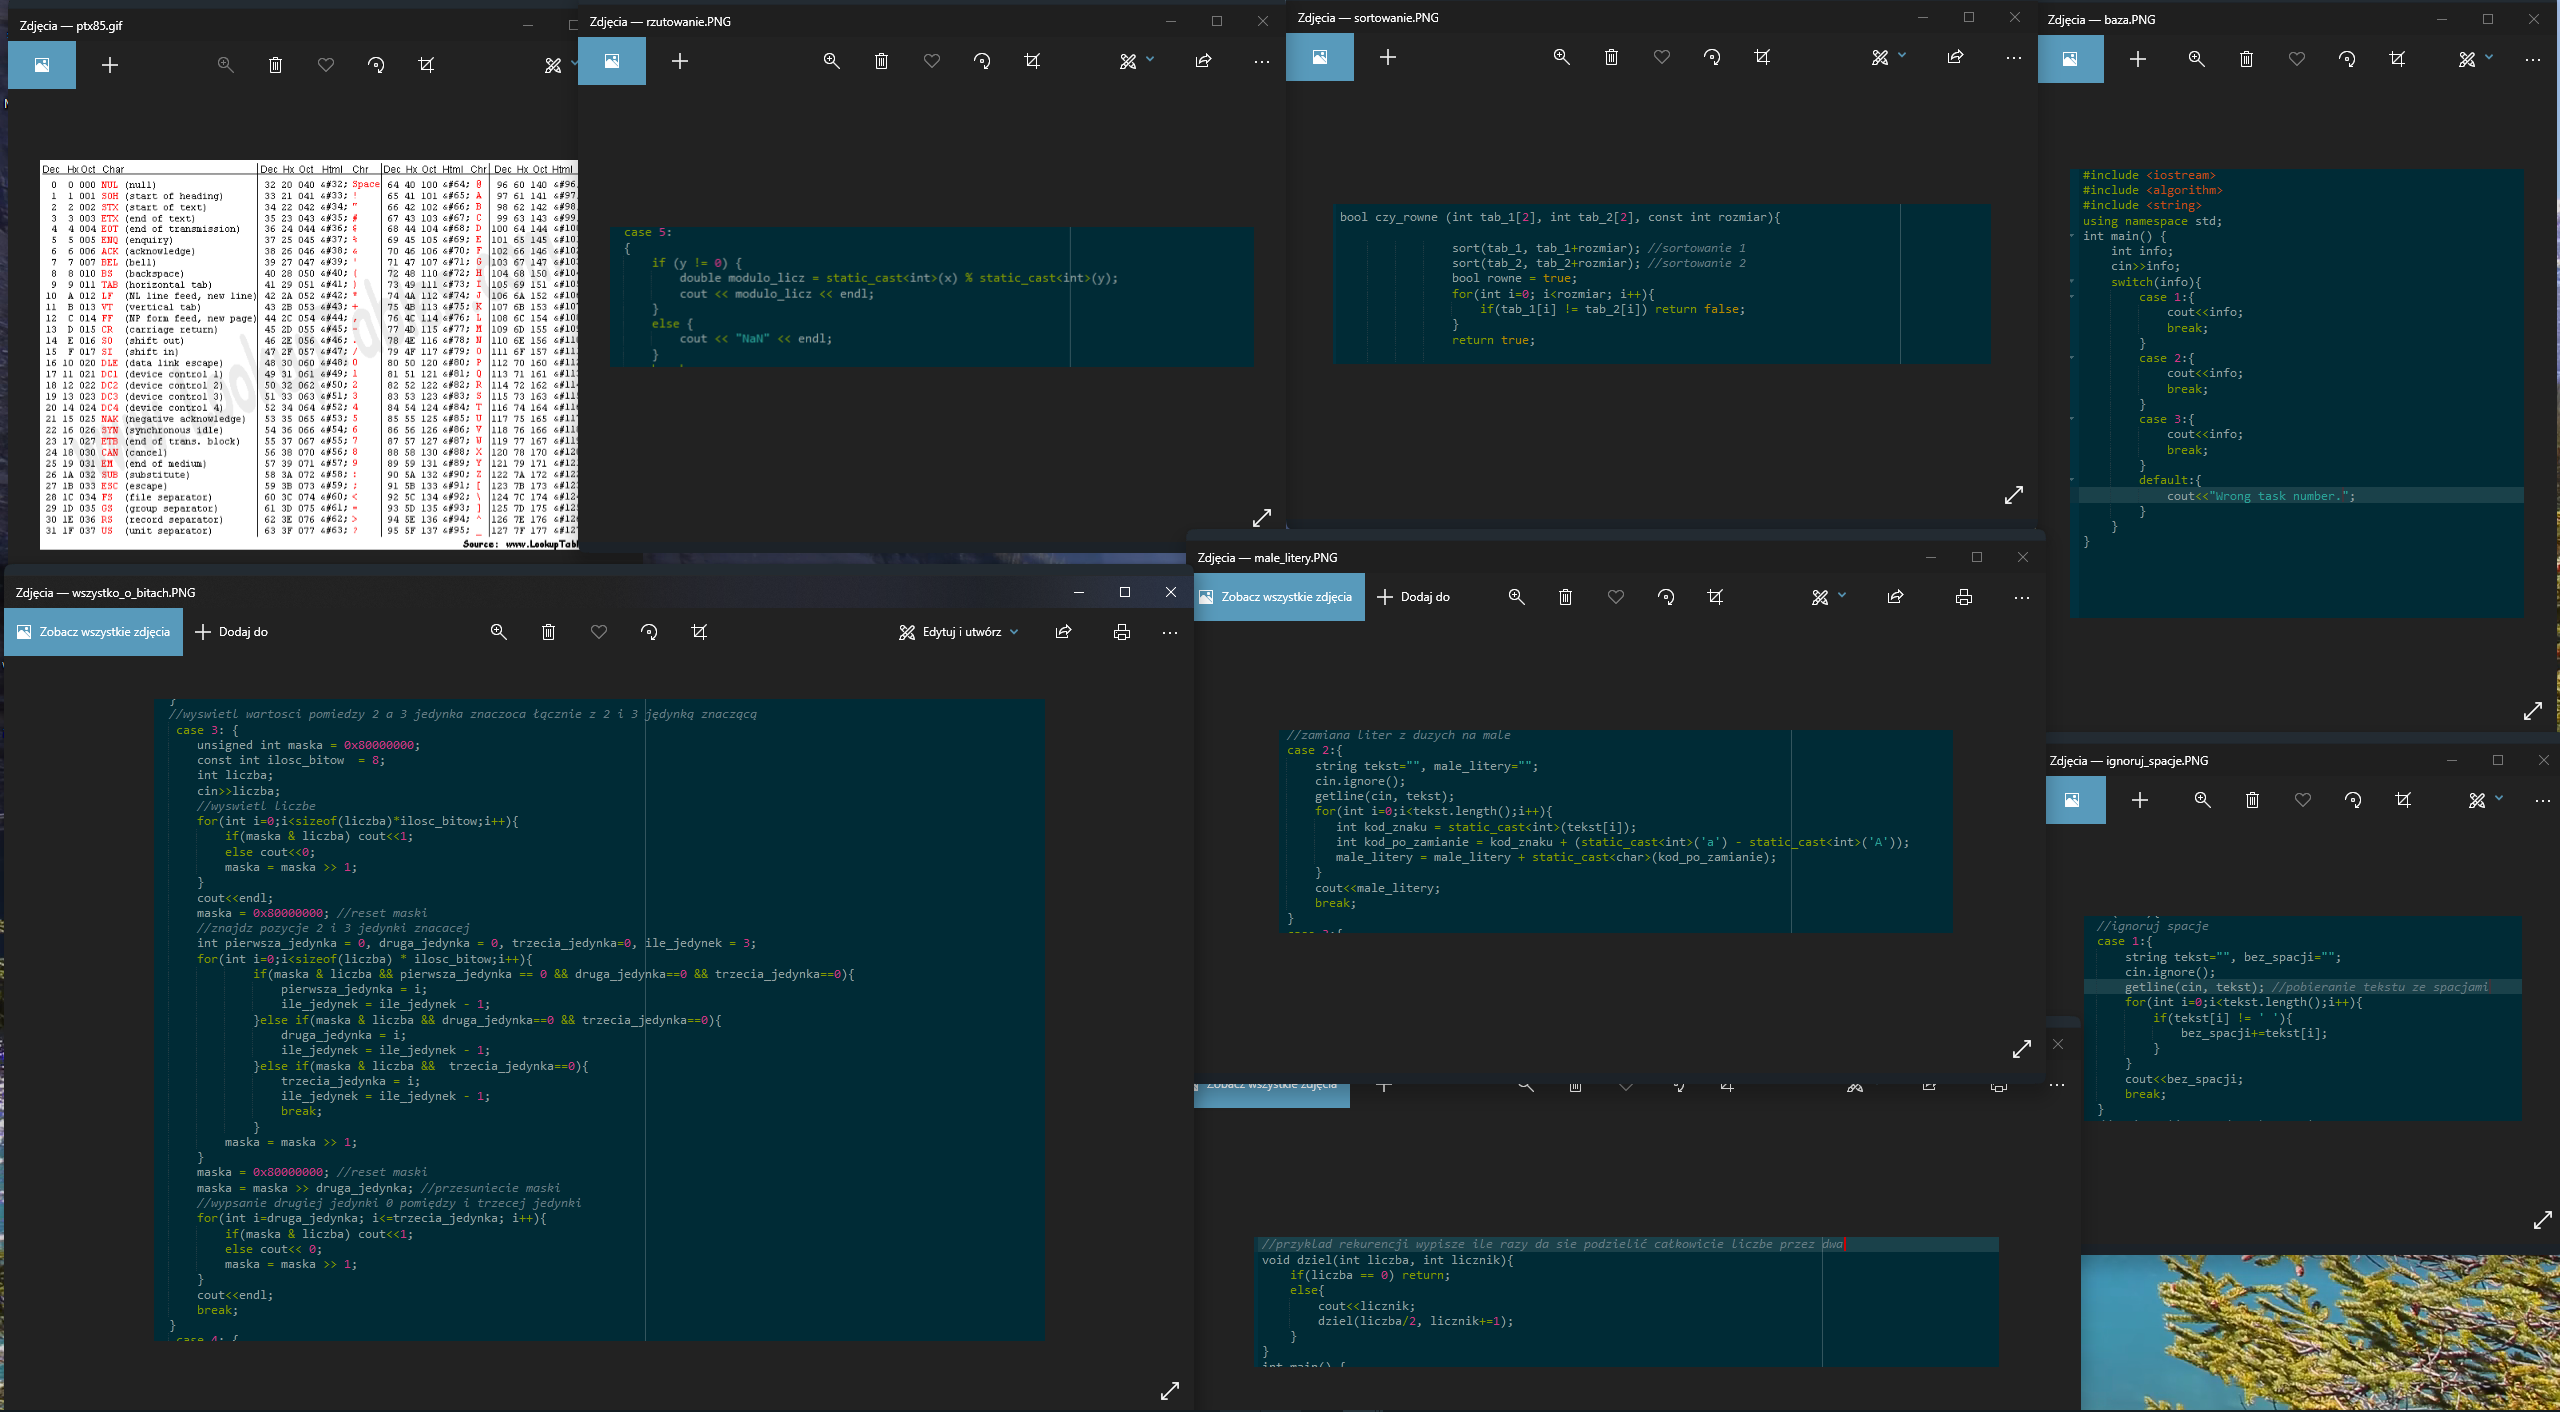 Zdjęcia — ptx85.gif
Dec Hx Oct Char
0 0 000 NUL (null)
1 1 001 SOH (start of heading)
2 2 002 STX (start of text)
3 3 003 ETX (end of text)
4 4 004 EOT (end of transmission)
5 5 005 ENQ (enquiry)
6 6 006 ACK (acknowledge)
7 7 007 BEL (bell)
8 8 010 BS (backspace)
9 9 011 TAB (horizontal tab)
10 A 012 LF (NL line feed, new line)
11 B 013 VT (vertical tab)
12 C 014 FF (NP form feed, new page)
13 D 015 CR (carriage return)
14 E 016 SO (shift out)
15 F 017 SI (shift in)
16 10 020 DLE (data link escape)
17 11 021 DC1 (device control 1)
18 12 022 DC2 (device control 2)
19 13 023 DC3 (device control 3)
20 14 024 DC4 (device control 4)
21 15 025 NAK (negative acknowledge)
22 16 026 SYN (synchronous idle)
23 17 027 ETB (end of trans. block)
24 18 030 CAN (cancel)
25 19 031 EM (end of medium)
26 1A 032 SUB (substitute)
27 1B 033 ESC (escape)
28 1C 034 FS (file separator)
29 1D 035 GS (group separator)
30 1E 036 RS (record separator)
31 1F 037 US (unit separator)
Dec Hx Oct Html Chr
32 20 040 &#32; Space
33 21 041 &#33; !
34 22 042 &#34; "
35 23 043 &#35; #
36 24 044 &#36; $
37 25 045 &#37; %
38 26 046 &#38; &
39 27 047 &#39; '
40 28 050 &#40; (
41 29 051 &#41; )
42 2A 052 &#42; *
43 2B 053 &#43; +
44 2C 054 &#44; ,
45 2D 055 &#45; -
46 2E 056 &#46; .
47 2F 057 &#47; /
48 30 060 &#48; 0
49 31 061 &#49; 1
50 32 062 &#50; 2
51 33 063 &#51; 3
52 34 064 &#52; 4
53 35 065 &#53; 5
54 36 066 &#54; 6
55 37 067 &#55; 7
56 38 070 &#56; 8
57 39 071 &#57; 9
58 3A 072 &#58; :
59 3B 073 &#59; ;
60 3C 074 &#60; <
61 3D 075 &#61; =
62 3E 076 &#62; >
63 3F 077 &#63; ?
Dec Hx Oct Html Chr
64 40 100 &#64; @
65 41 101 &#65; A
66 42 102 &#66; B
67 43 103 &#67; C
68 44 104 &#68; D
69 45 105 &#69; E
70 46 106 &#70; F
71 47 107 &#71; G
72 48 110 &#72; H
73 49 111 &#73; I
74 4A 112 &#74; J
75 4B 113 &#75; K
76 4C 114 &#76; L
77 4D 115 &#77; M
78 4E 116 &#78; N
79 4F 117 &#79; O
80 50 120 &#80; P
81 51 121 &#81; Q
82 52 122 &#82; R
83 53 123 &#83; S
84 54 124 &#84; T
85 55 125 &#85; U
86 56 126 &#86; V
87 57 127 &#87; W
88 58 130 &#88; X
89 59 131 &#89; Y
90 5A 132 &#90; Z
91 5B 133 &#91; [
92 5C 134 &#92; \
93 5D 135 &#93; ]
94 5E 136 &#94; ^
95 5F 137 &#95; _
Dec Hx Oct Html
96 60 140 &#96
97 61 141 &#97
98 62 142 &#98
99 63 143 &#99
100 64 144 &#10
101 65 145 &#10
102 66 146 &#10
103 67 147 &#10
104 68 150 &#10
105 69 151 &#10
106 6A 152 &#10
107 6B 153 &#10
108 6C 154 &#10
109 6D 155 &#10
110 6E 156 &#11
111 6F 157 &#11
112 70 160 &#11
113 71 161 &#11
114 72 162 &#11
115 73 163 &#11
116 74 164 &#11
117 75 165 &#11
118 76 166 &#11
119 77 167 &#11
120 78 170 &#12
121 79 171 &#12
122 7A 172 &#12
123 7B 173 &#12
124 7C 174 &#12
125 7D 175 &#12
126 7E 176 &#12
127 7F 177 &#12
Source: www.LookupTabl
Zdjęcia — rzutowanie.PNG
case 5:
{
if (y != 0) {
double modulo_licz = static_cast<int>(x) % static_cast<int>(y);
cout << modulo_licz << endl;
}
else {
cout << "NaN" << endl;
}
Zdjęcia — sortowanie.PNG
bool czy_rowne (int tab_1[2], int tab_2[2], const int rozmiar){
sort(tab_1, tab_1+rozmiar); //sortowanie 1
sort(tab_2, tab_2+rozmiar); //sortowanie 2
bool rowne = true;
for(int i=0; i<rozmiar; i++){
if(tab_1[i] != tab_2[i]) return false;
}
return true;
Zdjęcia — baza.PNG
#include <iostream>
#include <algorithm>
#include <string>
using namespace std;
int main() {
int info;
cin>>info;
switch(info){
case 1:{
cout<<info;
break;
}
case 2:{
cout<<info;
break;
}
case 3:{
cout<<info;
break;
}
default:{
cout<<"Wrong task number.";
}
}
}
Zdjęcia — wszystko_o_bitach.PNG
Zobacz wszystkie zdjęcia
Dodaj do
Edytuj i utwórz
}
//wyswietl wartosci pomiedzy 2 a 3 jedynka znaczoca łącznie z 2 i 3 jędynką znaczącą
case 3: {
unsigned int maska = 0x80000000;
const int ilosc_bitow  = 8;
int liczba;
cin>>liczba;
//wyswietl liczbe
for(int i=0;i<sizeof(liczba)*ilosc_bitow;i++){
if(maska & liczba) cout<<1;
else cout<<0;
maska = maska >> 1;
}
cout<<endl;
maska = 0x80000000; //reset maski
//znajdz pozycje 2 i 3 jedynki znacacej
int pierwsza_jedynka = 0, druga_jedynka = 0, trzecia_jedynka=0, ile_jedynek = 3;
for(int i=0;i<sizeof(liczba) * ilosc_bitow;i++){
if(maska & liczba && pierwsza_jedynka == 0 && druga_jedynka==0 && trzecia_jedynka==0){
pierwsza_jedynka = i;
ile_jedynek = ile_jedynek - 1;
}else if(maska & liczba && druga_jedynka==0 && trzecia_jedynka==0){
druga_jedynka = i;
ile_jedynek = ile_jedynek - 1;
}else if(maska & liczba &&  trzecia_jedynka==0){
trzecia_jedynka = i;
ile_jedynek = ile_jedynek - 1;
break;
}
maska = maska >> 1;
}
maska = 0x80000000; //reset maski
maska = maska >> druga_jedynka; //przesuniecie maski
//wypsanie drugiej jedynki 0 pomiędzy i trzecej jedynki
for(int i=druga_jedynka; i<=trzecia_jedynka; i++){
if(maska & liczba) cout<<1;
else cout<< 0;
maska = maska >> 1;
}
cout<<endl;
break;
}
case 4: {
Zdjęcia — male_litery.PNG
Zobacz wszystkie zdjęcia
Dodaj do
//zamiana liter z duzych na male
case 2:{
string tekst="", male_litery="";
cin.ignore();
getline(cin, tekst);
for(int i=0;i<tekst.length();i++){
int kod_znaku = static_cast<int>(tekst[i]);
int kod_po_zamianie = kod_znaku + (static_cast<int>('a') - static_cast<int>('A'));
male_litery = male_litery + static_cast<char>(kod_po_zamianie);
}
cout<<male_litery;
break;
}
Zdjęcia — ignoruj_spacje.PNG
//ignoruj spacje
case 1:{
string tekst="", bez_spacji="";
cin.ignore();
getline(cin, tekst); //pobieranie tekstu ze spacjami
for(int i=0;i<tekst.length();i++){
if(tekst[i] != ' '){
bez_spacji+=tekst[i];
}
}
cout<<bez_spacji;
break;
}
Zobacz wszystkie zdjęcia
//przyklad rekurencji wypisze ile razy da sie podzielić całkowicie liczbe przez dwa
void dziel(int liczba, int licznik){
if(liczba == 0) return;
else{
cout<<licznik;
dziel(liczba/2, licznik+=1);
}
}
int main() {